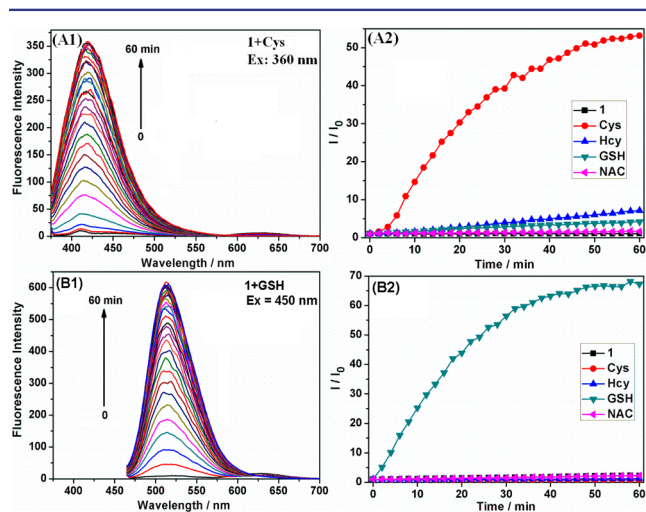 (A1)
1+Cys
Ex: 360 nm
60 min
0
Fluorescence Intensity
350
300
250
200
150
100
50
0
400
450
500
550
600
650
700
Wavelength / nm
(A2)
1
Cys
Hcy
GSH
NAC
I / I0
50
40
30
20
10
0
0
10
20
30
40
50
60
Time / min
(B1)
1+GSH
Ex = 450 nm
60 min
0
Fluorescence Intensity
600
500
400
300
200
100
0
400
450
500
550
600
650
700
Wavelength / nm
(B2)
1
Cys
Hcy
GSH
NAC
I / I0
70
60
50
40
30
20
10
0
0
10
20
30
40
50
60
Time / min